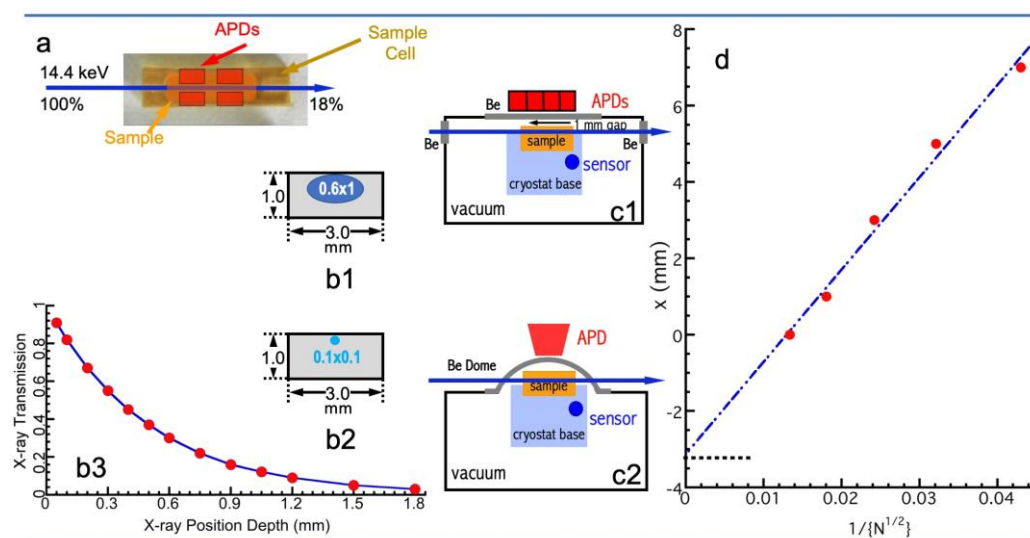 a
APDs
Sample
Cell
14.4 keV
100%
18%
Sample
1.0
0.6x1
3.0
mm
b1
1.0
0.1x0.1
3.0
mm
b2
X-ray Transmission
1
0.8
0.6
0.4
0.2
0
b3
0 0.3 0.6 0.9 1.2 1.5 1.8
X-ray Position Depth (mm)
Be
APDs
1 mm gap
Be
sample
Be
sensor
cryostat base
vacuum
c1
APD
Be Dome
sample
sensor
cryostat base
vacuum
c2
d
x (mm)
8
6
4
2
0
-2
-4
0 0.01 0.02 0.03 0.04
1/{N^1/2}